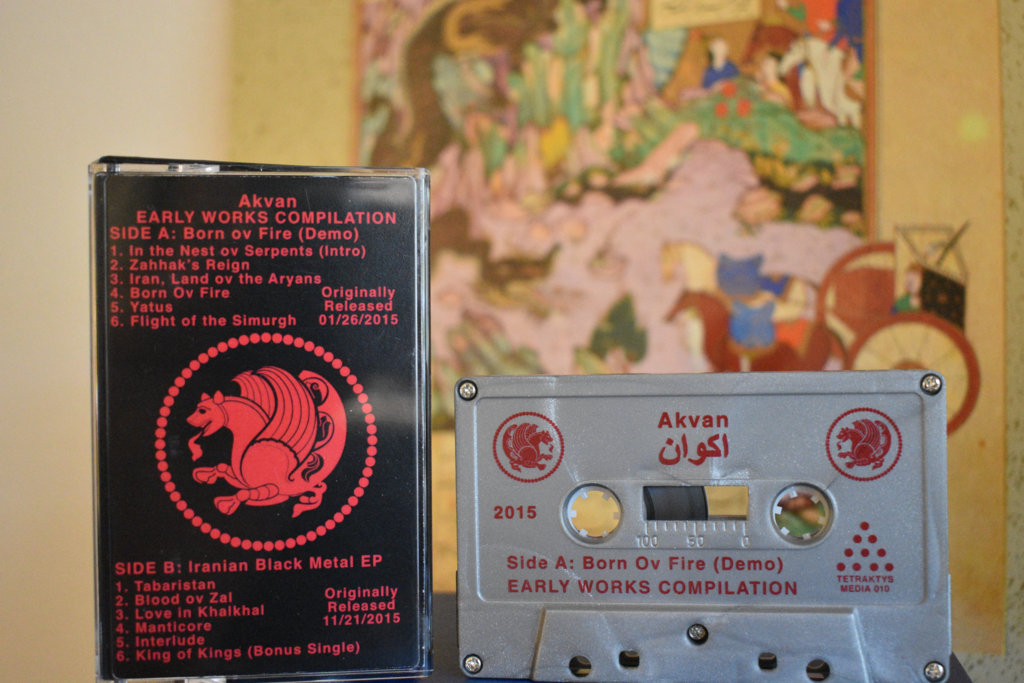 Akvan
EARLY WORKS COMPILATION
SIDE A: Born ov Fire (Demo)
1. In the Nest ov Serpents (Intro)
2. Zahhak's Reign
3. Iran, Land ov the Aryans
4. Born Ov Fire
5. Yatus
6. Flight of the Simurgh
Originally
Released
01/26/2015
SIDE B: Iranian Black Metal EP
1. Tabaristan
2. Blood ov Zal
3. Love in Khalkhal
4. Manticore
5. Interlude
6. King of Kings (Bonus Single)
Originally
Released
11/21/2015
Akvan
اکوان
2015
100 50 0
Side A: Born Ov Fire (Demo)
EARLY WORKS COMPILATION
TETRAKTYS
MEDIA 010